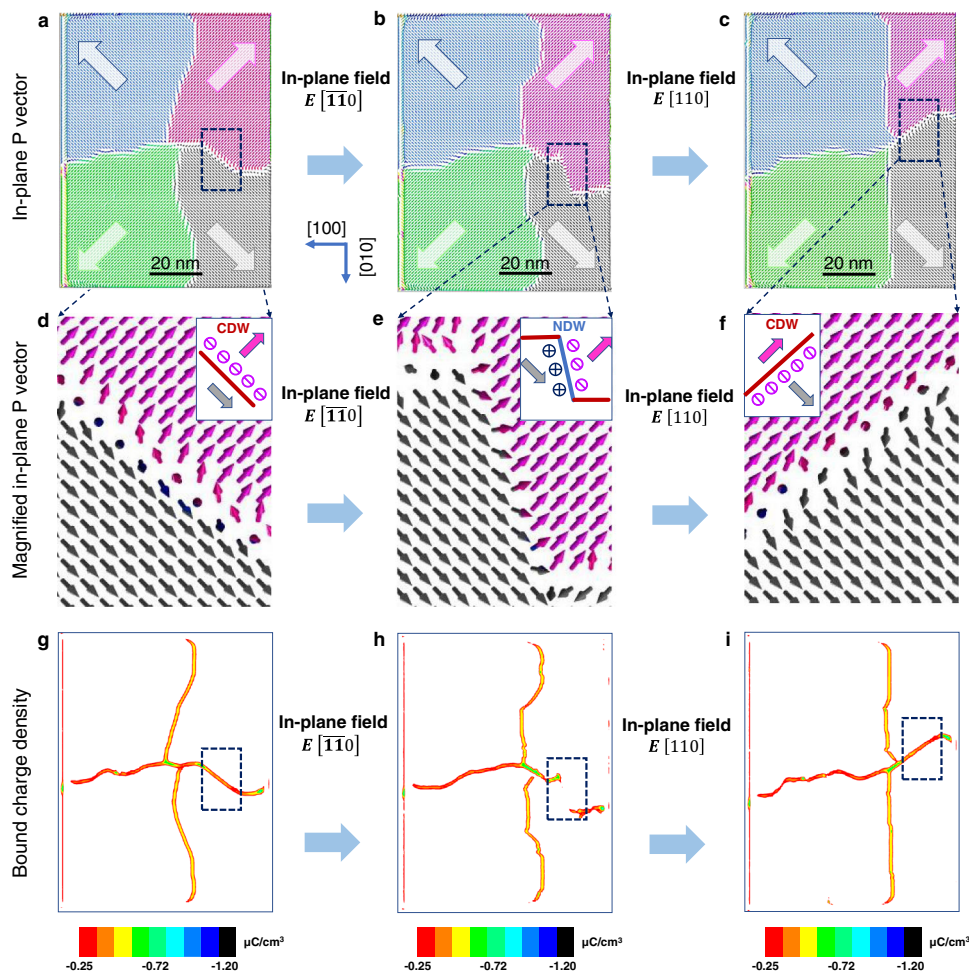 a
b
c
In-plane P vector
In-plane field
E [1̅1̅0]
In-plane field
E [110]
[100]
[010]
20 nm
20 nm
20 nm
d
e
f
CDW
NDW
CDW
Magnified in-plane P vector
In-plane field
E [1̅1̅0]
In-plane field
E [110]
g
h
i
Bound charge density
In-plane field
E [1̅1̅0]
In-plane field
E [110]
μC/cm³
μC/cm³
μC/cm³
-0.25 -0.72 -1.20
-0.25 -0.72 -1.20
-0.25 -0.72 -1.20